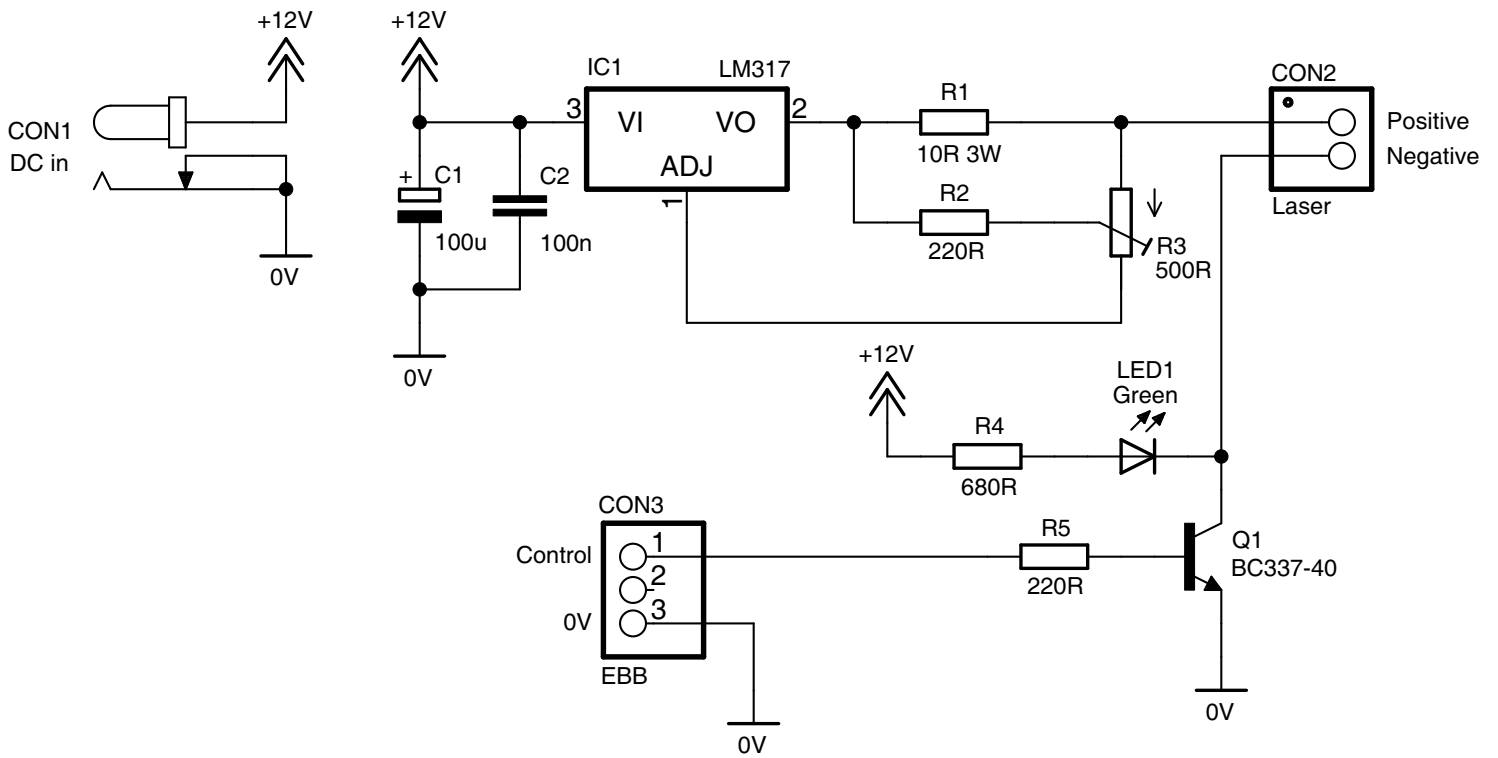 +12V
+12V
IC1
LM317
3
VI
VO
2
ADJ
1
CON1
DC in
0V
+
C1
100u
C2
100n
0V
R1
10R 3W
R2
220R
R3
500R
CON2
Positive
Negative
Laser
+12V
LED1
Green
R4
680R
CON3
Control
1
2
0V
3
EBB
0V
R5
220R
Q1
BC337-40
0V